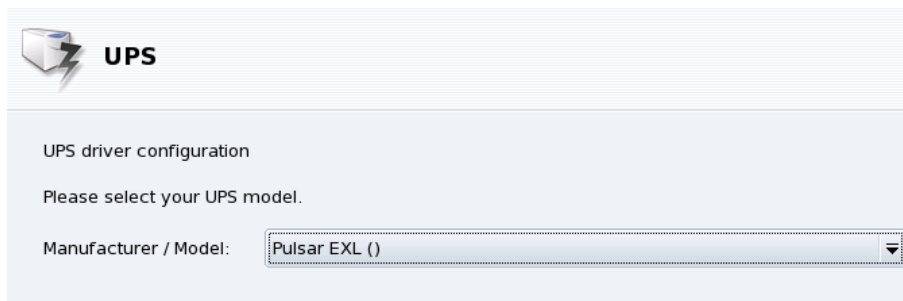 UPS
UPS driver configuration
Please select your UPS model.
Manufacturer / Model: Pulsar EXL ()